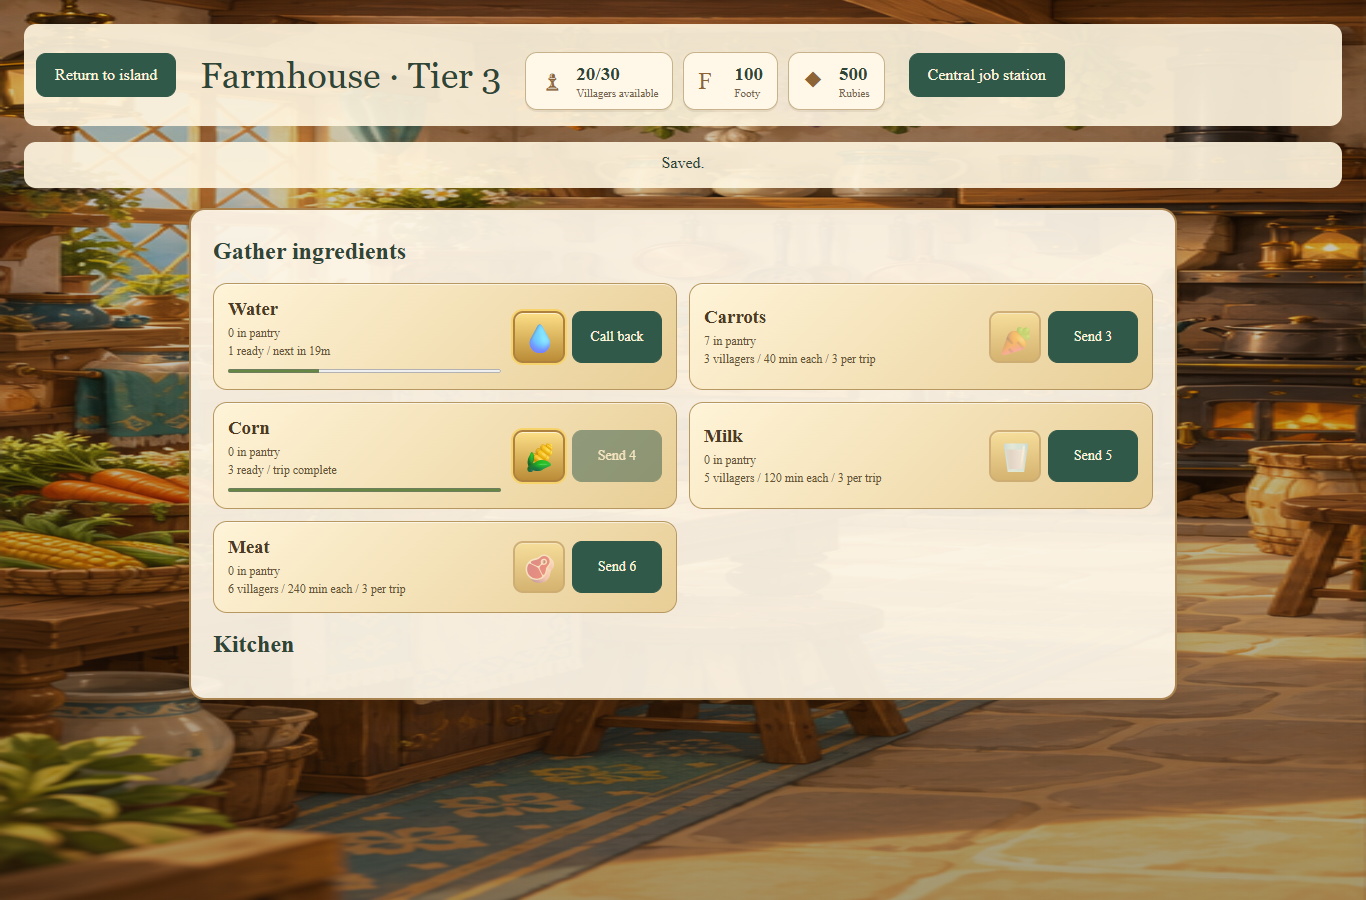 Return to island
Farmhouse · Tier 3
20/30
Villagers available
F
100
Footy
500
Rubies
Central job station
Saved.
Gather ingredients
Water
0 in pantry
1 ready / next in 19m
Call back
Carrots
7 in pantry
3 villagers / 40 min each / 3 per trip
Send 3
Corn
0 in pantry
3 ready / trip complete
Send 4
Milk
0 in pantry
5 villagers / 120 min each / 3 per trip
Send 5
Meat
0 in pantry
6 villagers / 240 min each / 3 per trip
Send 6
Kitchen